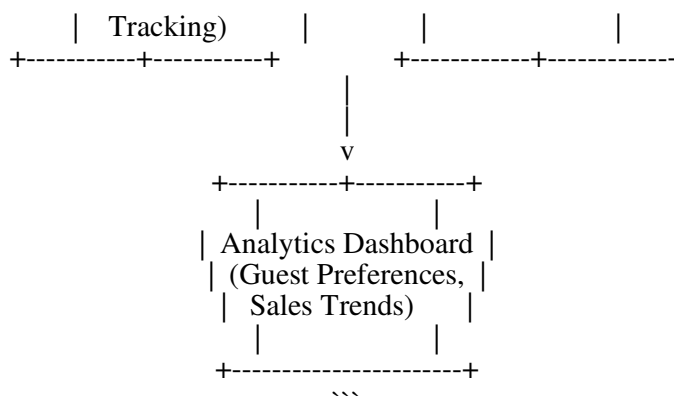 | Tracking) | | |
+-----------+-----------+ +------------+------------+
|
|
v
+-----------+-----------+
| |
| Analytics Dashboard |
| (Guest Preferences, |
| Sales Trends) |
| |
+-----------------------+
```